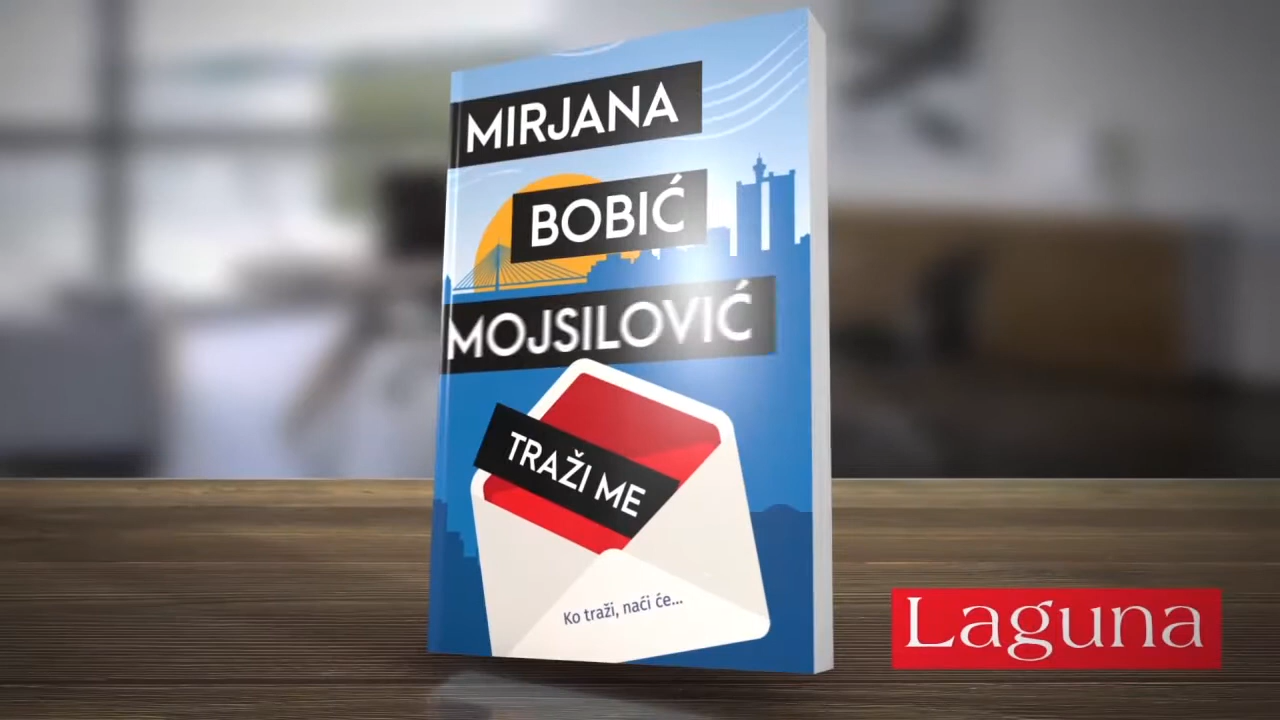 MIRJANA
BOBIĆ
MOJSILOVIĆ
TRAŽI ME
Ko traži, naći će...
Laguna